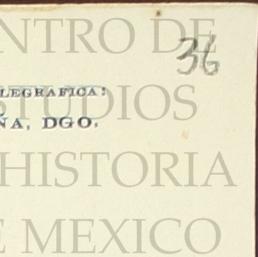 NTRO DE
36
LEGRAFICA:
STUDIOS
ÑA, DGO.
HISTORIA
E MEXICO